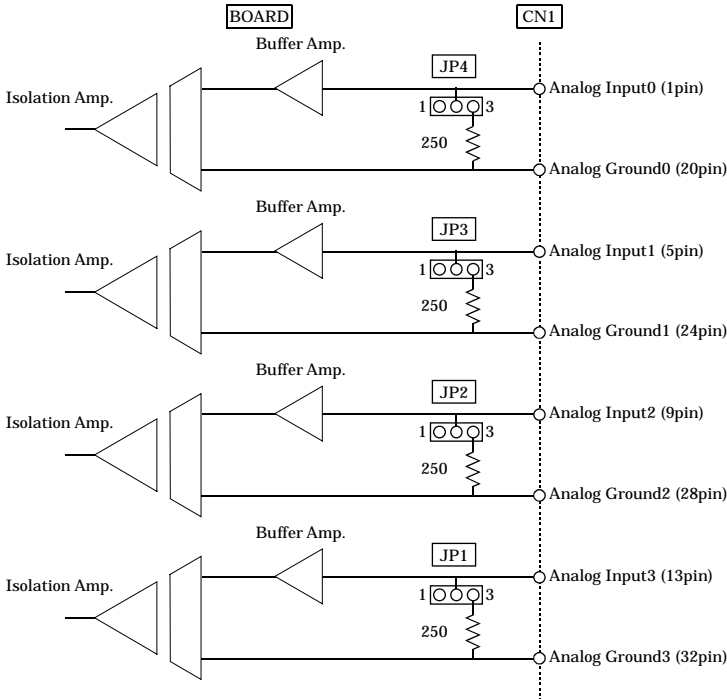 BOARD
CN1
Buffer Amp.
JP4
Isolation Amp.
Analog Input0 (1pin)
1 3
250
Analog Ground0 (20pin)
Buffer Amp.
JP3
Isolation Amp.
Analog Input1 (5pin)
1 3
250
Analog Ground1 (24pin)
Buffer Amp.
JP2
Isolation Amp.
Analog Input2 (9pin)
1 3
250
Analog Ground2 (28pin)
Buffer Amp.
JP1
Isolation Amp.
Analog Input3 (13pin)
1 3
250
Analog Ground3 (32pin)